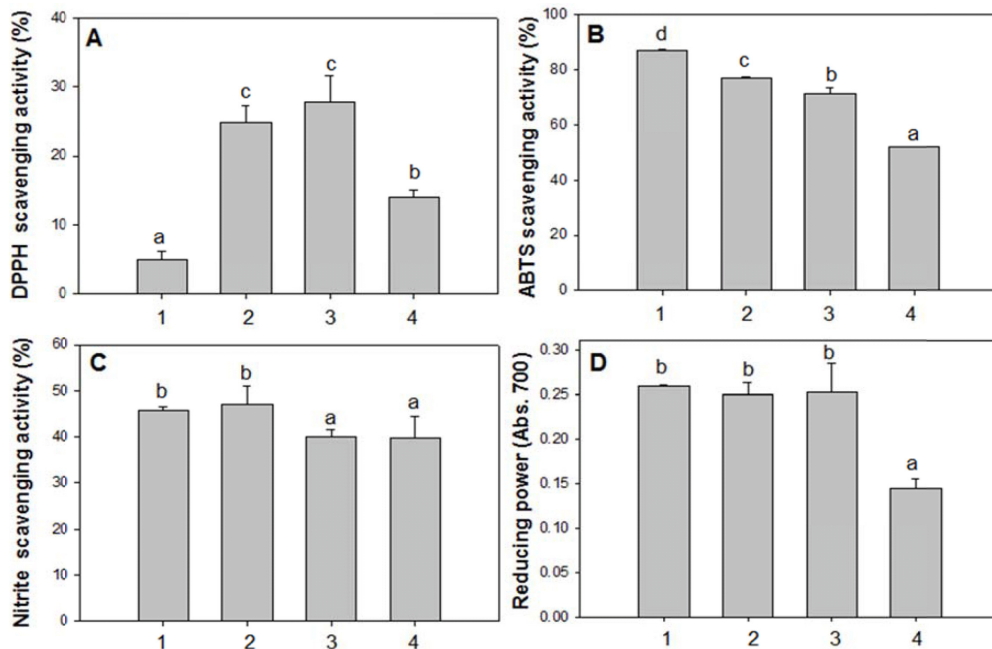 A
DPPH scavenging activity (%)
40
30
20
10
0
a
c
c
b
1 2 3 4
B
ABTS scavenging activity (%)
100
80
60
40
20
0
d
c
b
a
1 2 3 4
C
Nitrite scavenging activity (%)
60
50
40
30
20
10
0
b
b
a
a
1 2 3 4
D
Reducing power (Abs. 700)
0.30
0.25
0.20
0.15
0.10
0.05
0.00
b
b
b
a
1 2 3 4